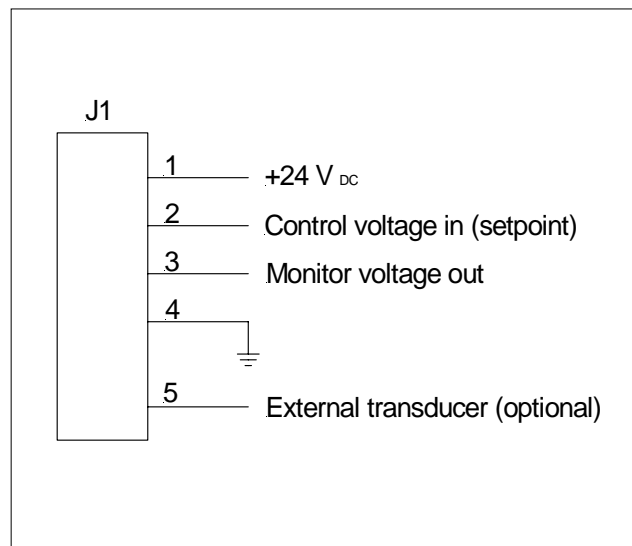 J1
1 +24 V DC
2 Control voltage in (setpoint)
3 Monitor voltage out
4
5 External transducer (optional)